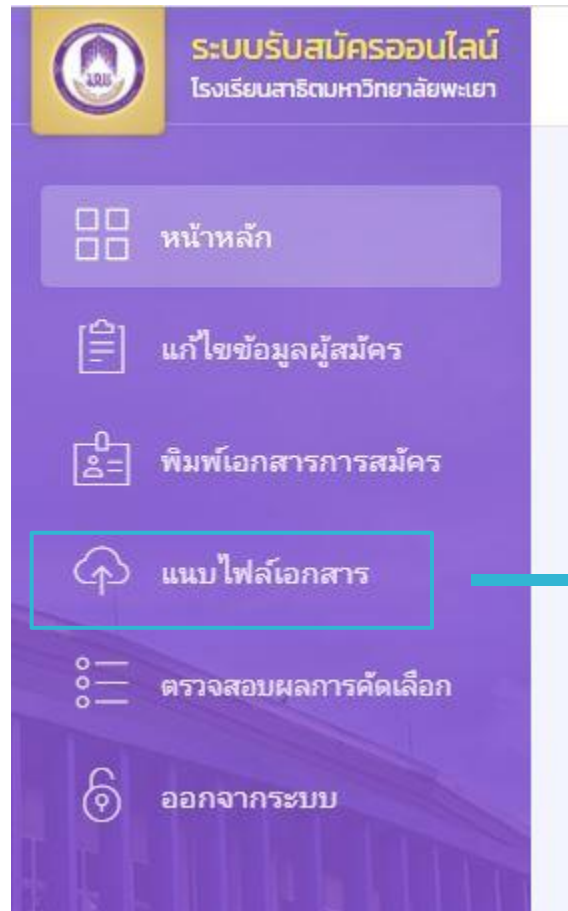 ระบบรับสมัครออนไลน์
โรงเรียนสาธิตมหาวิทยาลัยพะเยา
หน้าหลัก
แก้ไขข้อมูลผู้สมัคร
พิมพ์เอกสารการสมัคร
แนบไฟล์เอกสาร
ตรวจสอบผลการคัดเลือก
ออกจากระบบ